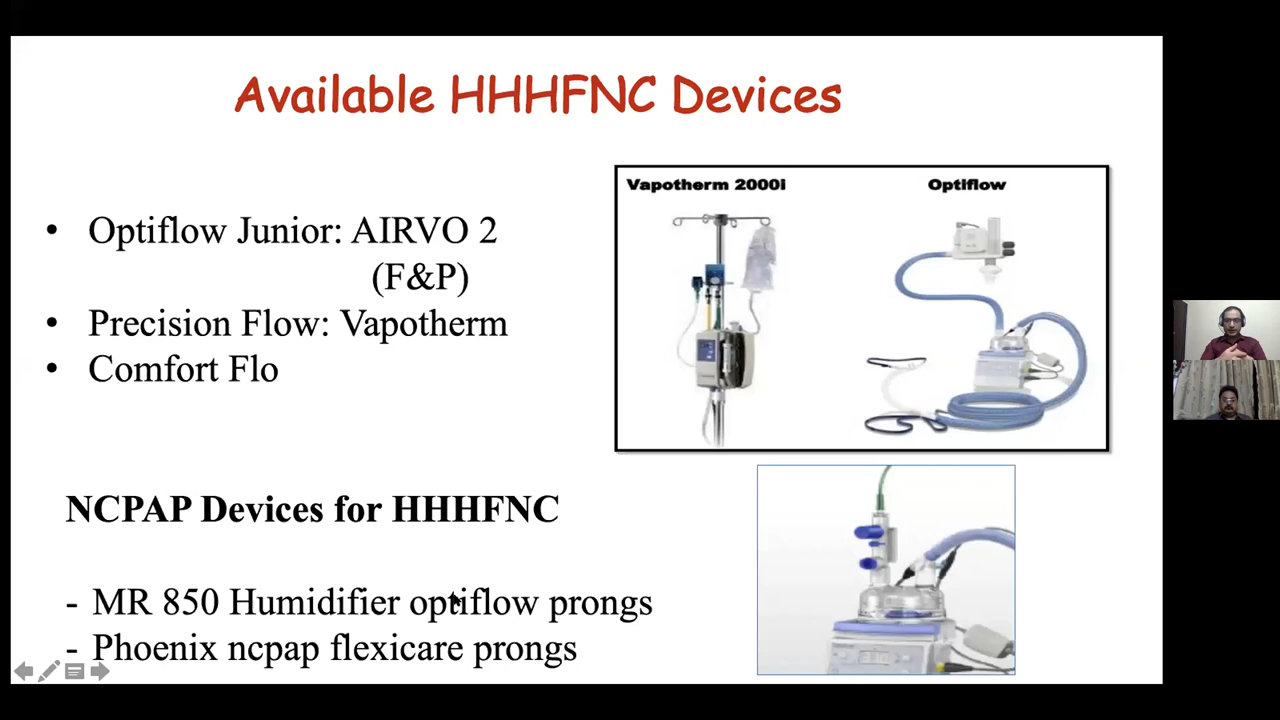 Available HHHFNC Devices
• Optiflow Junior: AIRVO 2
(F&P)
• Precision Flow: Vapotherm
• Comfort Flo
Vapotherm 2000i
Optiflow
NCPAP Devices for HHHFNC
- MR 850 Humidifier optiflow prongs
- Phoenix ncpap flexicare prongs